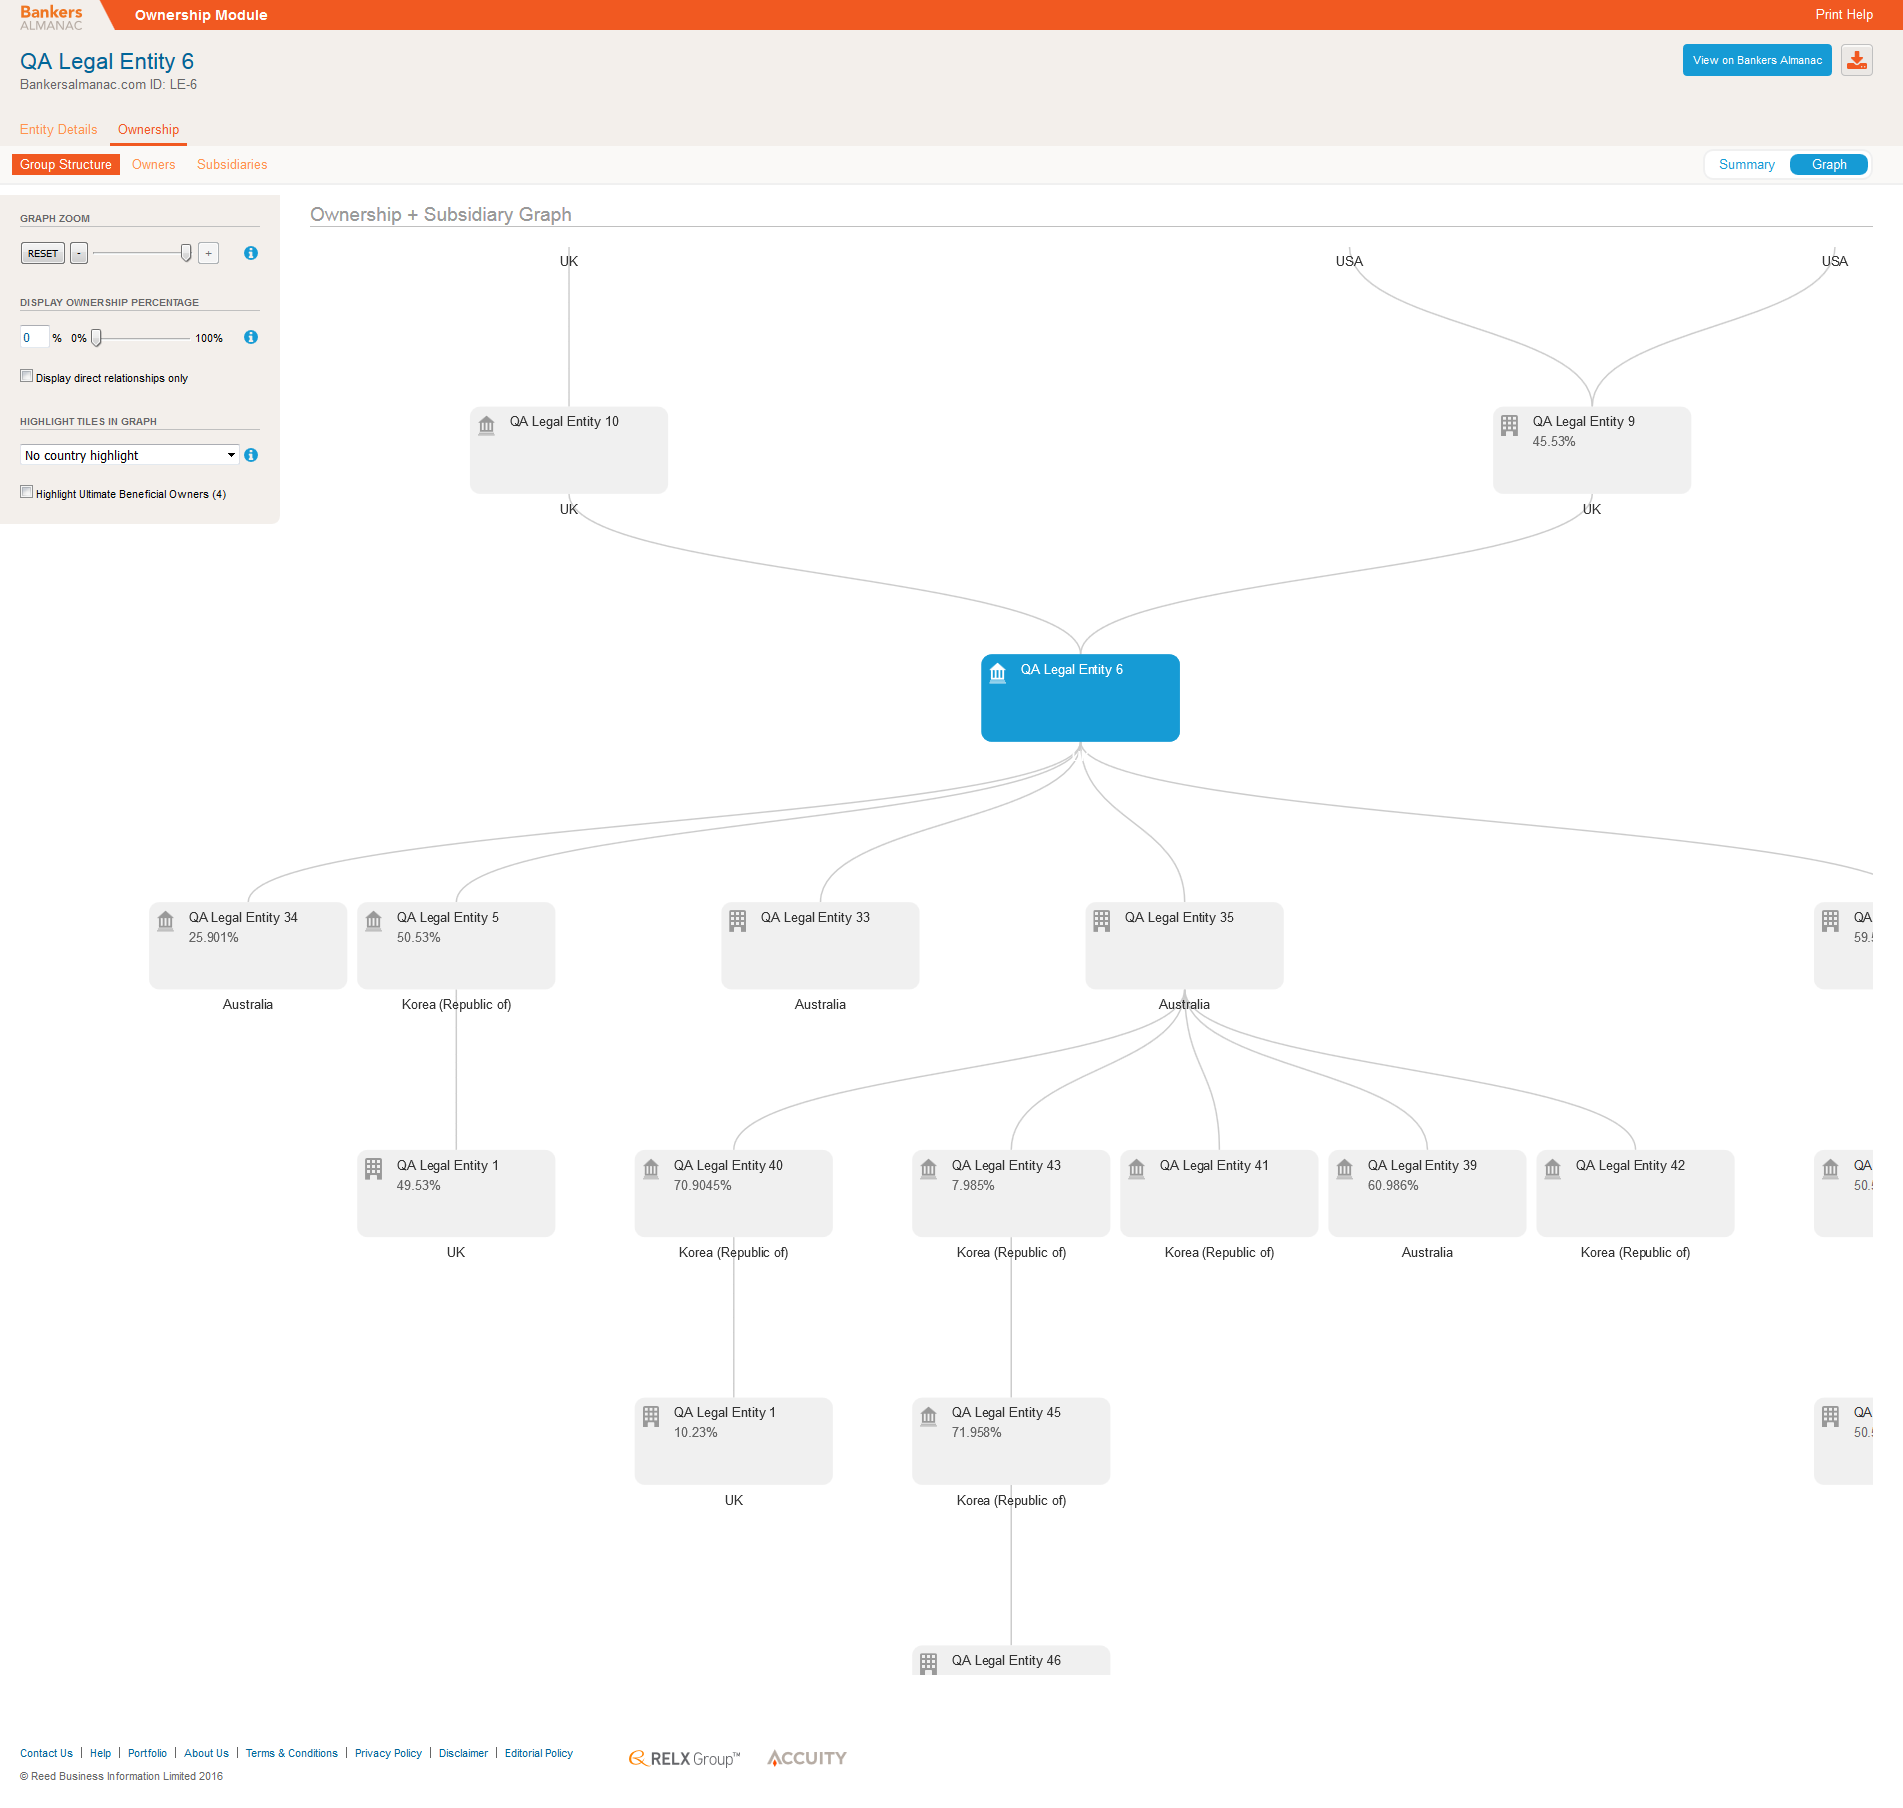 Bankers
ALMANAC
Ownership Module
Print Help
QA Legal Entity 6
Bankersalmanac.com ID: LE-6
View on Bankers Almanac
Entity Details Ownership
Group Structure Owners Subsidiaries
Summary Graph
GRAPH ZOOM
RESET - +
DISPLAY OWNERSHIP PERCENTAGE
0 % 0% 100%
Display direct relationships only
HIGHLIGHT TILES IN GRAPH
No country highlight
Highlight Ultimate Beneficial Owners (4)
Ownership + Subsidiary Graph
UK USA USA
QA Legal Entity 10
UK
QA Legal Entity 9
45.53%
UK
QA Legal Entity 6
QA Legal Entity 34
25.901%
Australia
QA Legal Entity 5
50.53%
Korea (Republic of)
QA Legal Entity 33
Australia
QA Legal Entity 35
Australia
QA
59.
QA Legal Entity 1
49.53%
UK
QA Legal Entity 40
70.9045%
Korea (Republic of)
QA Legal Entity 43
7.985%
Korea (Republic of)
QA Legal Entity 41
Korea (Republic of)
QA Legal Entity 39
60.986%
Australia
QA Legal Entity 42
Korea (Republic of)
QA
50.
QA Legal Entity 1
10.23%
UK
QA Legal Entity 45
71.958%
Korea (Republic of)
QA
50.
QA Legal Entity 46
Contact Us | Help | Portfolio | About Us | Terms & Conditions | Privacy Policy | Disclaimer | Editorial Policy
RELX Group™ ACCUITY
© Reed Business Information Limited 2016